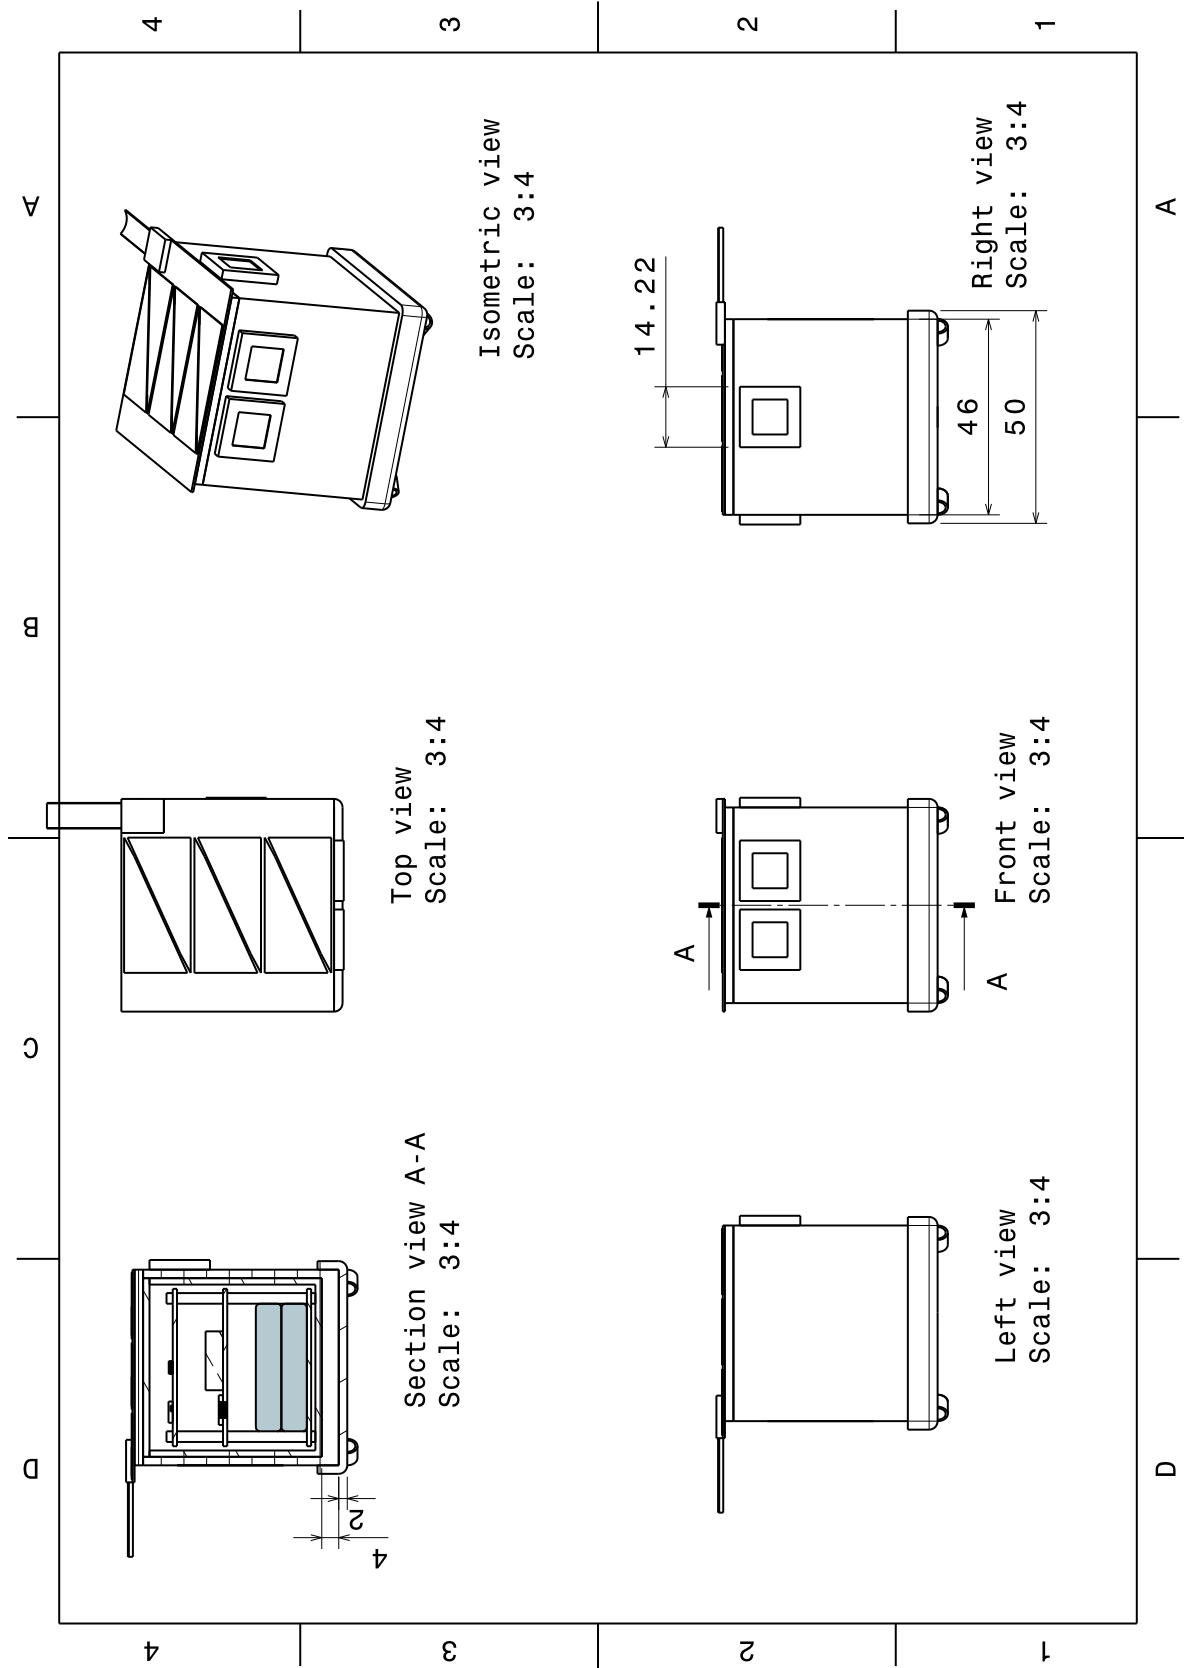 4
3
2
1
A
A
Isometric view
Scale: 3:4
14.22
46
50
Right view
Scale: 3:4
B
Top view
Scale: 3:4
A
A
Front view
Scale: 3:4
C
Section view A-A
Scale: 3:4
2
4
Left view
Scale: 3:4
D
D
4
3
2
1